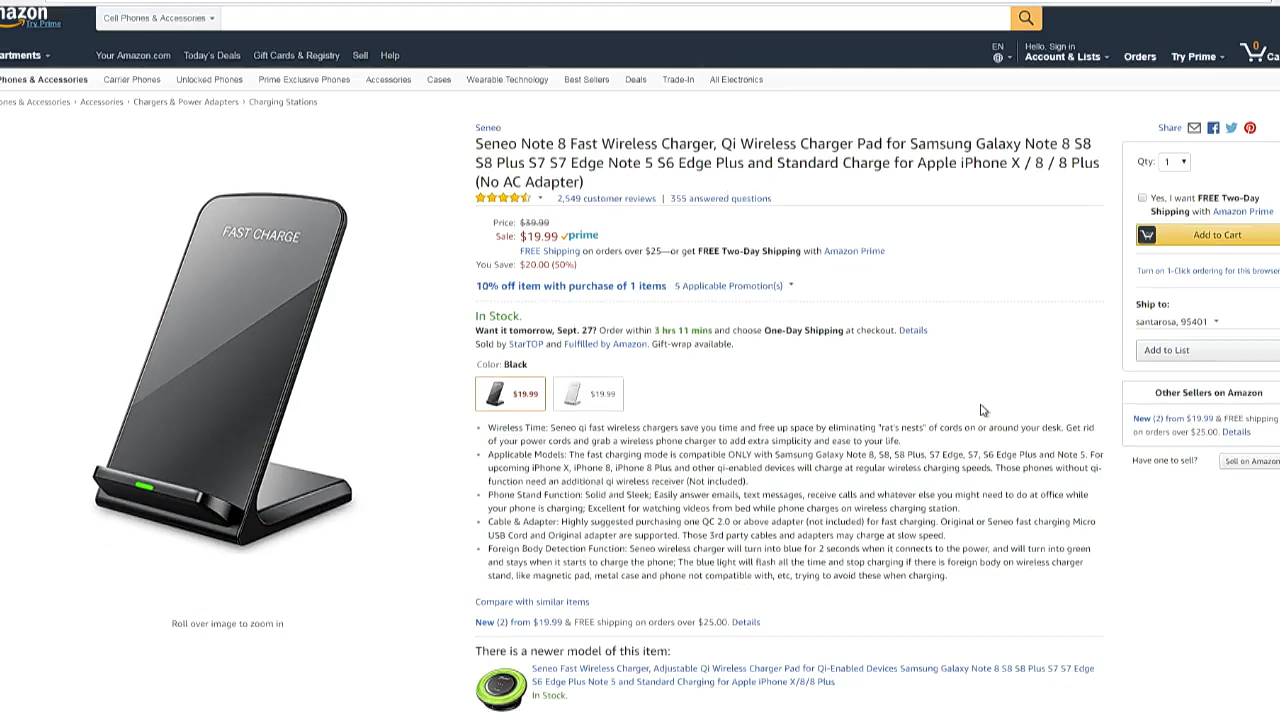 mazon
Try Prime
Cell Phones & Accessories
artments
Your Amazon.com Today's Deals Gift Cards & Registry Sell Help
EN
Hello. Sign in
Account & Lists Orders Try Prime 0 Ca
hones & Accessories Carrier Phones Unlocked Phones Prime Exclusive Phones Accessories Cases Wearable Technology Best Sellers Deals Trade-In All Electronics
ones & Accessories › Accessories › Chargers & Power Adapters › Charging Stations
FAST CHARGE
Roll over image to zoom in
Seneo
Seneo Note 8 Fast Wireless Charger, Qi Wireless Charger Pad for Samsung Galaxy Note 8 S8
S8 Plus S7 S7 Edge Note 5 S6 Edge Plus and Standard Charge for Apple iPhone X / 8 / 8 Plus
(No AC Adapter)
2,549 customer reviews | 355 answered questions
Price: $39.99
Sale: $19.99 prime
FREE Shipping on orders over $25—or get FREE Two-Day Shipping with Amazon Prime
You Save: $20.00 (50%)
10% off item with purchase of 1 items 5 Applicable Promotion(s)
In Stock.
Want it tomorrow, Sept. 27? Order within 3 hrs 11 mins and choose One-Day Shipping at checkout. Details
Sold by StarTOP and Fulfilled by Amazon. Gift-wrap available.
Color: Black
$19.99 $19.99
• Wireless Time: Seneo qi fast wireless chargers save you time and free up space by eliminating "rat's nests" of cords on or around your desk. Get rid
of your power cords and grab a wireless phone charger to add extra simplicity and ease to your life.
• Applicable Models: The fast charging mode is compatible ONLY with Samsung Galaxy Note 8, S8, S8 Plus, S7 Edge, S7, S6 Edge Plus and Note 5. For
upcoming iPhone X, iPhone 8, iPhone 8 Plus and other qi-enabled devices will charge at regular wireless charging speeds. Those phones without qi-
function need an additional qi wireless receiver (Not included).
• Phone Stand Function: Solid and Sleek; Easily answer emails, text messages, receive calls and whatever else you might need to do at office while
your phone is charging; Excellent for watching videos from bed while phone charges on wireless charging station.
• Cable & Adapter: Highly suggested purchasing one QC 2.0 or above adapter (not included) for fast charging. Original or Seneo fast charging Micro
USB Cord and Original adapter are supported. Those 3rd party cables and adapters may charge at slow speed.
• Foreign Body Detection Function: Seneo wireless charger will turn into blue for 2 seconds when it connects to the power, and will turn into green
and stays when it starts to charge the phone; The blue light will flash all the time and stop charging if there is foreign body on wireless charger
stand, like magnetic pad, metal case and phone not compatible with, etc, trying to avoid these when charging.
Compare with similar items
New (2) from $19.99 & FREE shipping on orders over $25.00. Details
There is a newer model of this item:
Seneo Fast Wireless Charger, Adjustable Qi Wireless Charger Pad for Qi-Enabled Devices Samsung Galaxy Note 8 S8 S8 Plus S7 S7 Edge
S6 Edge Plus Note 5 and Standard Charging for Apple iPhone X/8/8 Plus
In Stock.
Share
Qty: 1
Yes, I want FREE Two-Day
Shipping with Amazon Prime
Add to Cart
Turn on 1-Click ordering for this browser
Ship to:
santarosa, 95401
Add to List
Other Sellers on Amazon
New (2) from $19.99 & FREE shipping
on orders over $25.00. Details
Have one to sell? Sell on Amazon